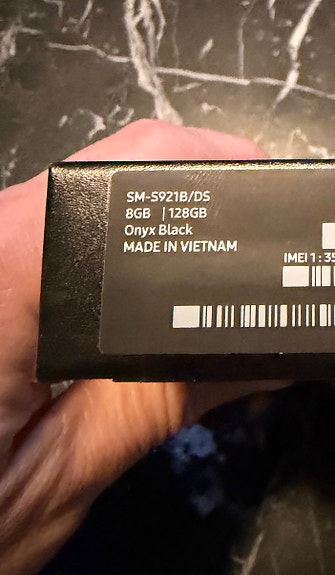 SM-S921B/DS
8GB | 128GB
Onyx Black
MADE IN VIETNAM
IMEI 1 : 35